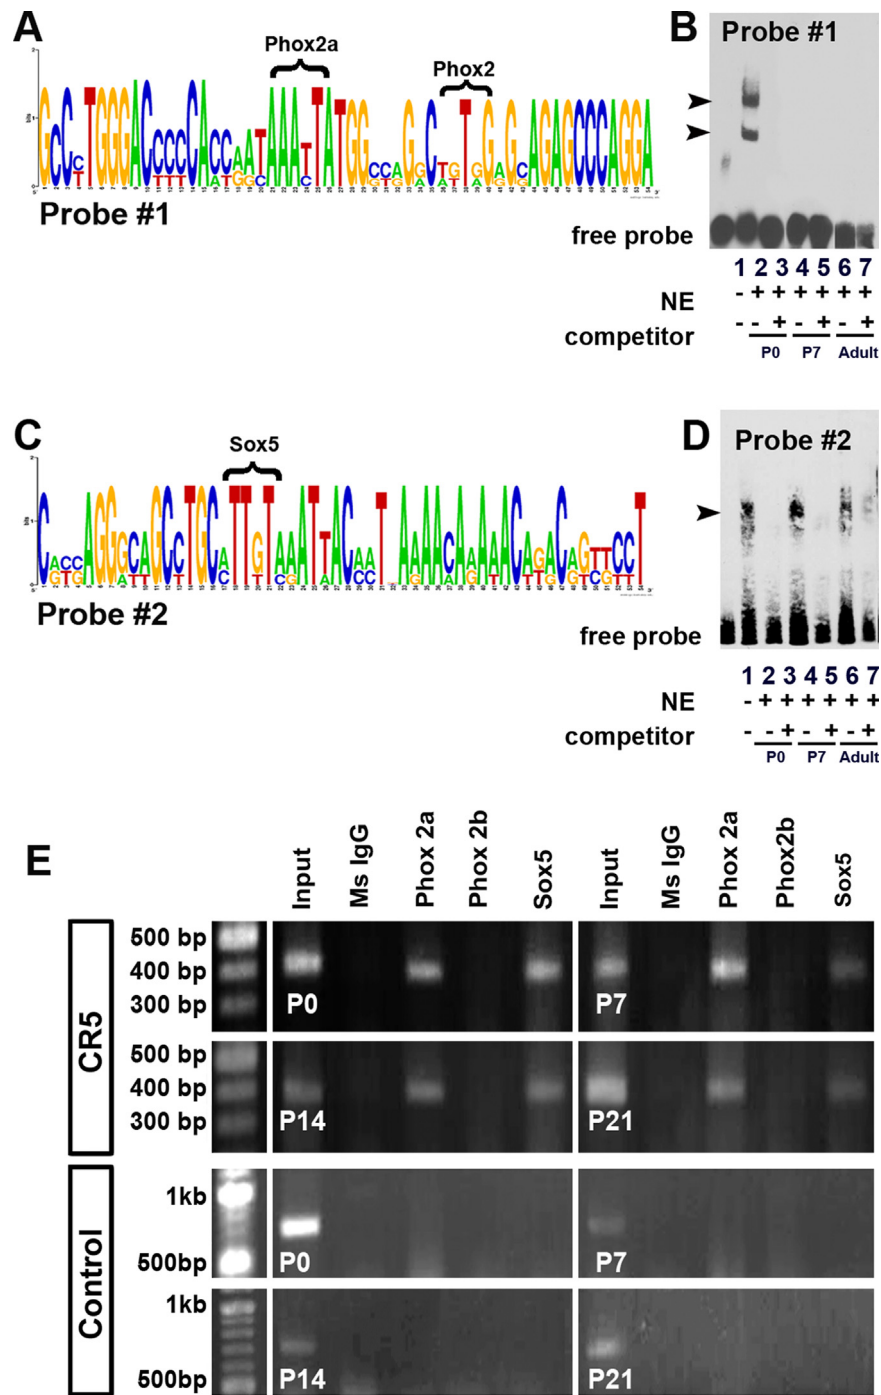 A
Phox2a
Phox2
Probe #1
B
Probe #1
free probe
1 2 3 4 5 6 7
NE - + + + + + +
competitor - - + - + - +
P0 P7 Adult
C
Sox5
Probe #2
D
Probe #2
free probe
1 2 3 4 5 6 7
NE - + + + + + +
competitor - - + - + - +
P0 P7 Adult
E
Input Ms IgG Phox 2a Phox 2b Sox5 Input Ms IgG Phox 2a Phox2b Sox5
CR5
500 bp
400 bp
300 bp
P0 P7
500 bp
400 bp
300 bp
P14 P21
Control
1kb
500bp
P0 P7
1kb
500bp
P14 P21